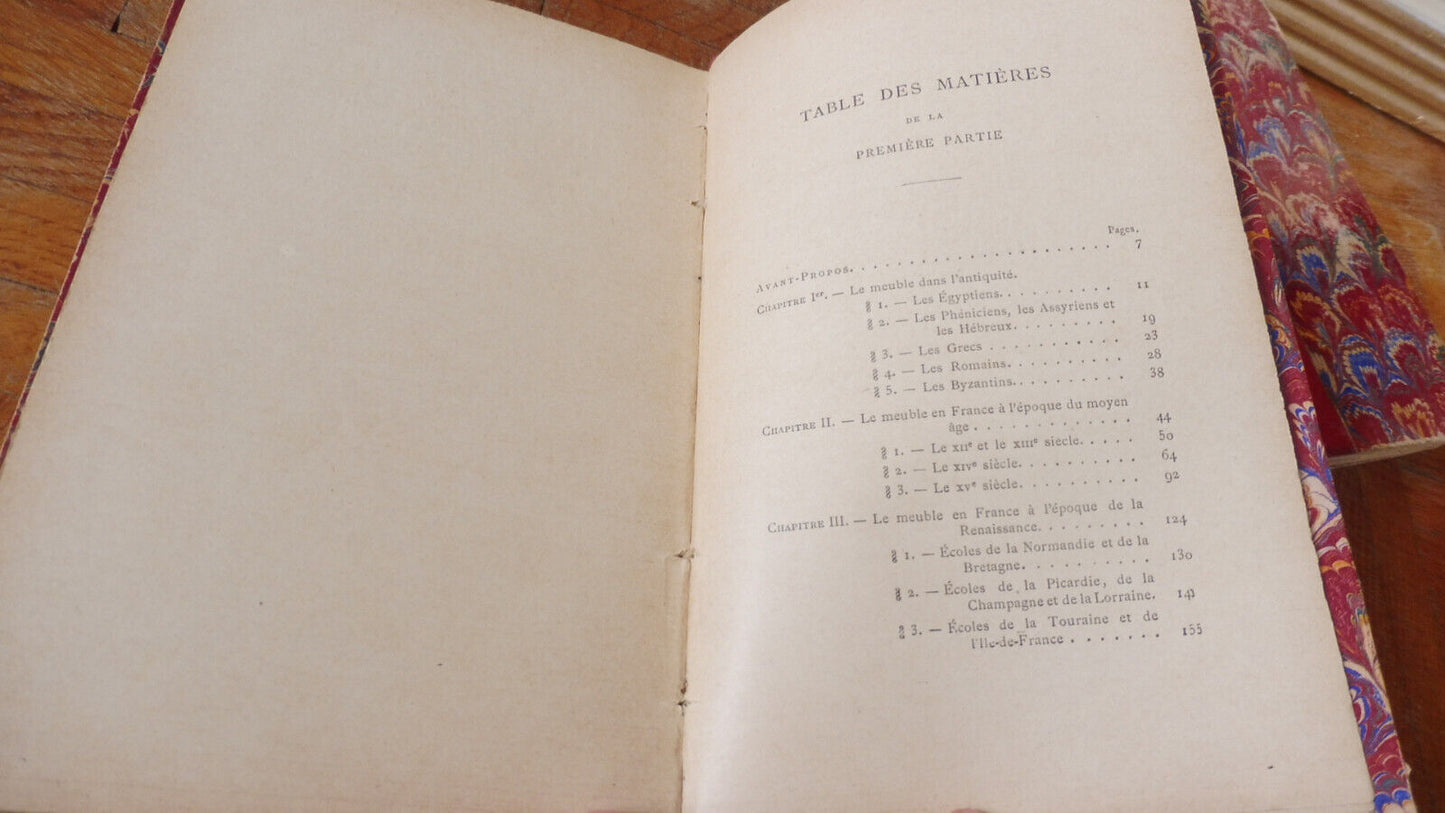 TABLE DES MATIÈRES
DE LA
PREMIÈRE PARTIE
Pages.
AVANT-PROPOS. . . . . . . . . . . . . . . . . . . . . . 7
CHAPITRE Ier. — Le meuble dans l'antiquité.
§ 1. — Les Égyptiens. . . . . . . . . . 11
§ 2. — Les Phéniciens, les Assyriens et
les Hébreux. . . . . . . . . . 19
§ 3. — Les Grecs . . . . . . . . . . . 23
§ 4. — Les Romains. . . . . . . . . . 28
§ 5. — Les Byzantins. . . . . . . . . . 38
CHAPITRE II. — Le meuble en France à l'époque du moyen
âge . . . . . . . . . . . . . 44
§ 1. — Le XIIe et le XIIIe siecle. . . . . . 50
§ 2. — Le XIVe siècle. . . . . . . . . . 64
§ 3. — Le XVe siècle. . . . . . . . . . 92
CHAPITRE III. — Le meuble en France à l'époque de la
Renaissance. . . . . . . . . 124
§ 1. — Écoles de la Normandie et de la
Bretagne. . . . . . . . . . . 130
§ 2. — Écoles de la Picardie, de la
Champagne et de la Lorraine. 141
§ 3. — Écoles de la Touraine et de
l'Ile-de-France . . . . . . . 155